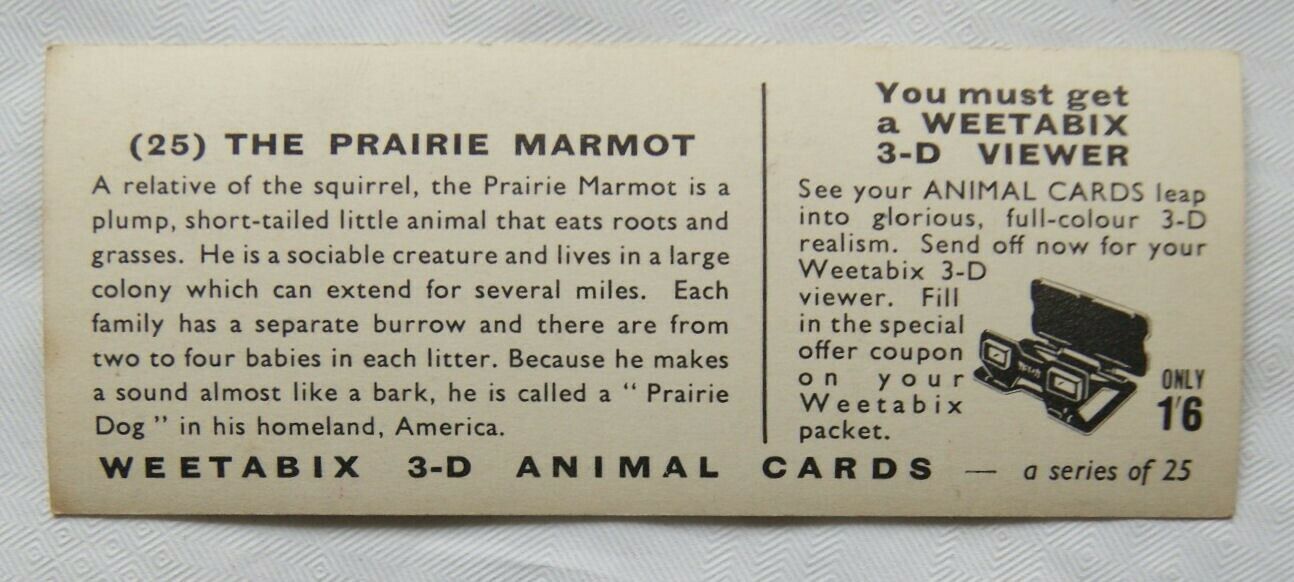 (25) THE PRAIRIE MARMOT
A relative of the squirrel, the Prairie Marmot is a
plump, short-tailed little animal that eats roots and
grasses. He is a sociable creature and lives in a large
colony which can extend for several miles. Each
family has a separate burrow and there are from
two to four babies in each litter. Because he makes
a sound almost like a bark, he is called a " Prairie
Dog " in his homeland, America.
You must get
a WEETABIX
3-D VIEWER
See your ANIMAL CARDS leap
into glorious, full-colour 3-D
realism. Send off now for your
Weetabix 3-D
viewer. Fill
in the special
offer coupon
on your
Weetabix
packet.
ONLY
1'6
WEETABIX 3-D ANIMAL CARDS — a series of 25